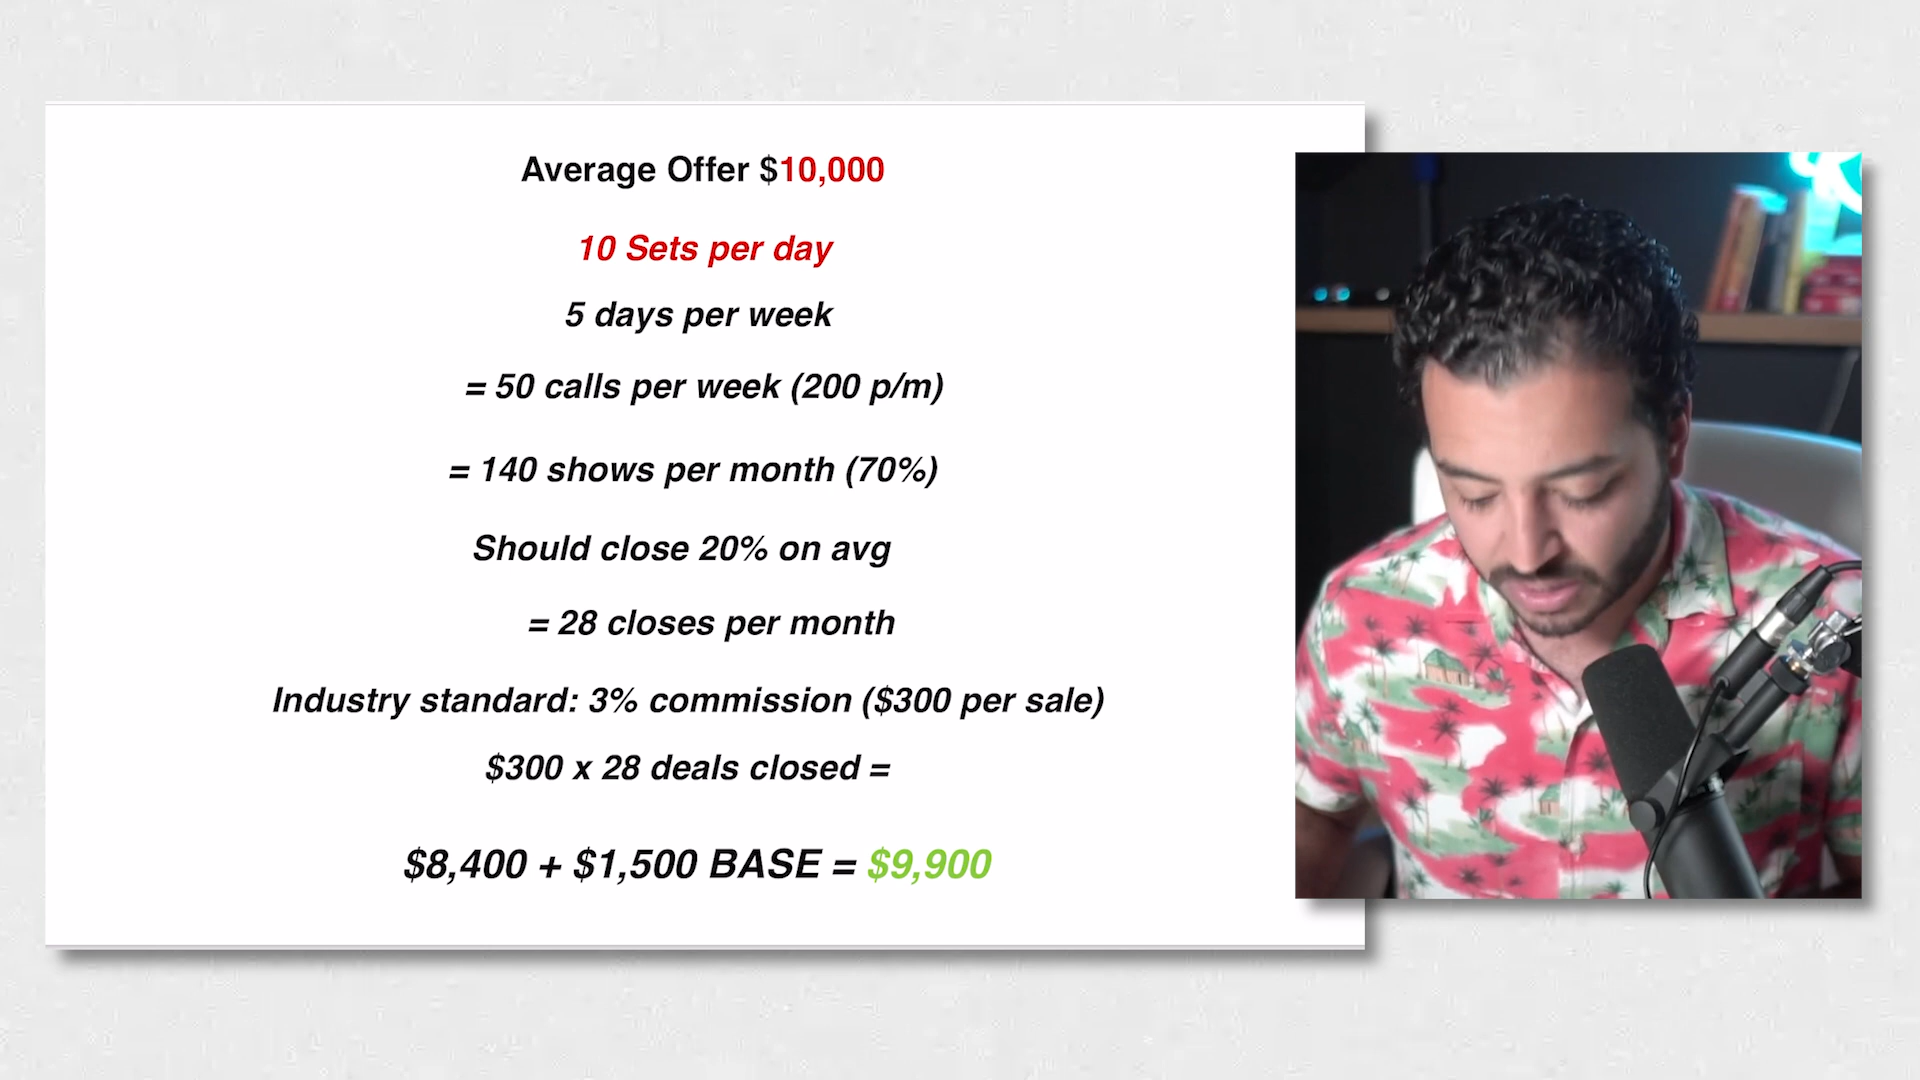 Average Offer $10,000
10 Sets per day
5 days per week
= 50 calls per week (200 p/m)
= 140 shows per month (70%)
Should close 20% on avg
= 28 closes per month
Industry standard: 3% commission ($300 per sale)
$300 x 28 deals closed =
$8,400 + $1,500 BASE = $9,900